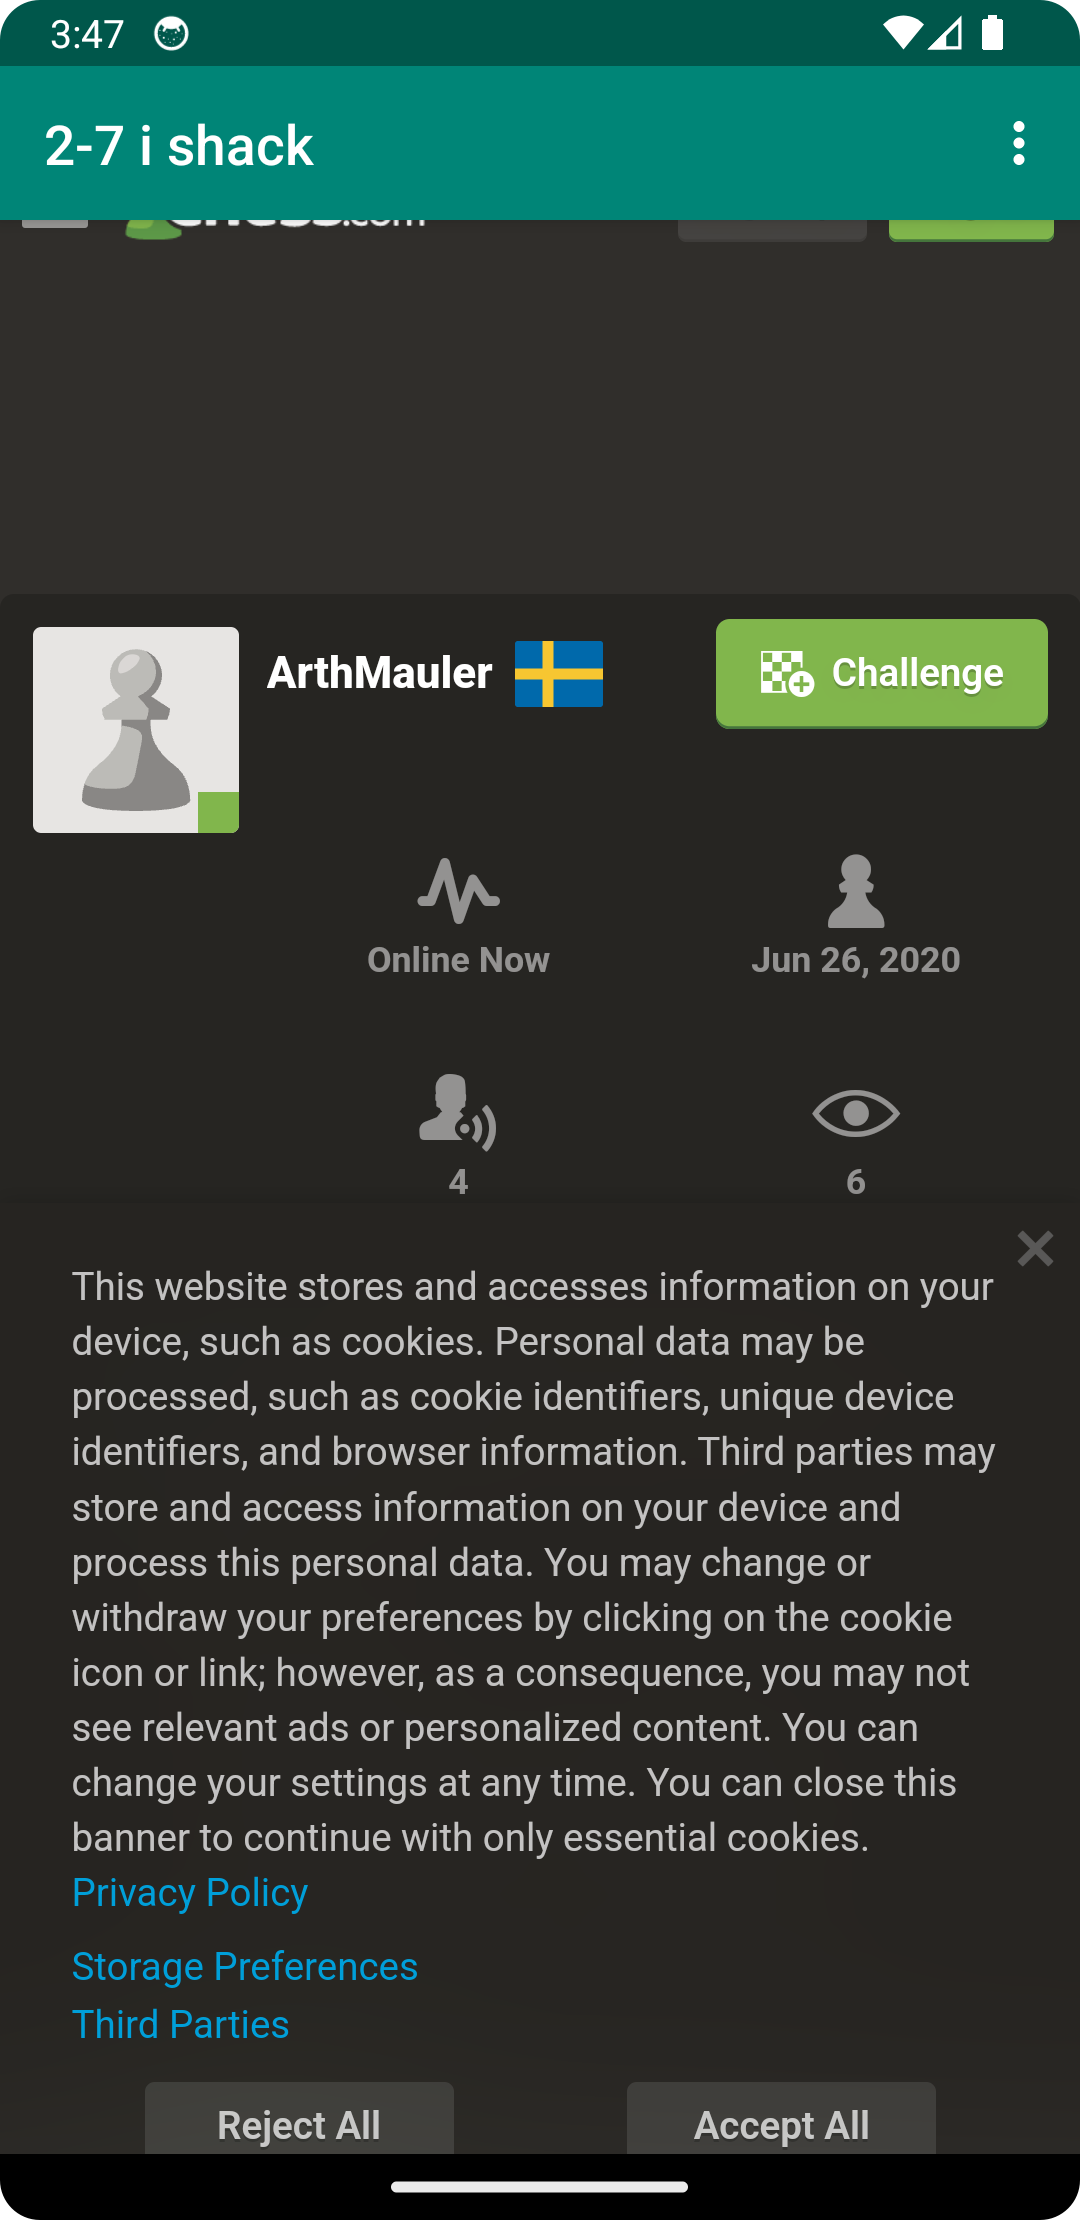 3:47
2-7 i shack
chess.com
ArthMauler
Challenge
Online Now
Jun 26, 2020
4
6
This website stores and accesses information on your
device, such as cookies. Personal data may be
processed, such as cookie identifiers, unique device
identifiers, and browser information. Third parties may
store and access information on your device and
process this personal data. You may change or
withdraw your preferences by clicking on the cookie
icon or link; however, as a consequence, you may not
see relevant ads or personalized content. You can
change your settings at any time. You can close this
banner to continue with only essential cookies.
Privacy Policy
Storage Preferences
Third Parties
Reject All
Accept All